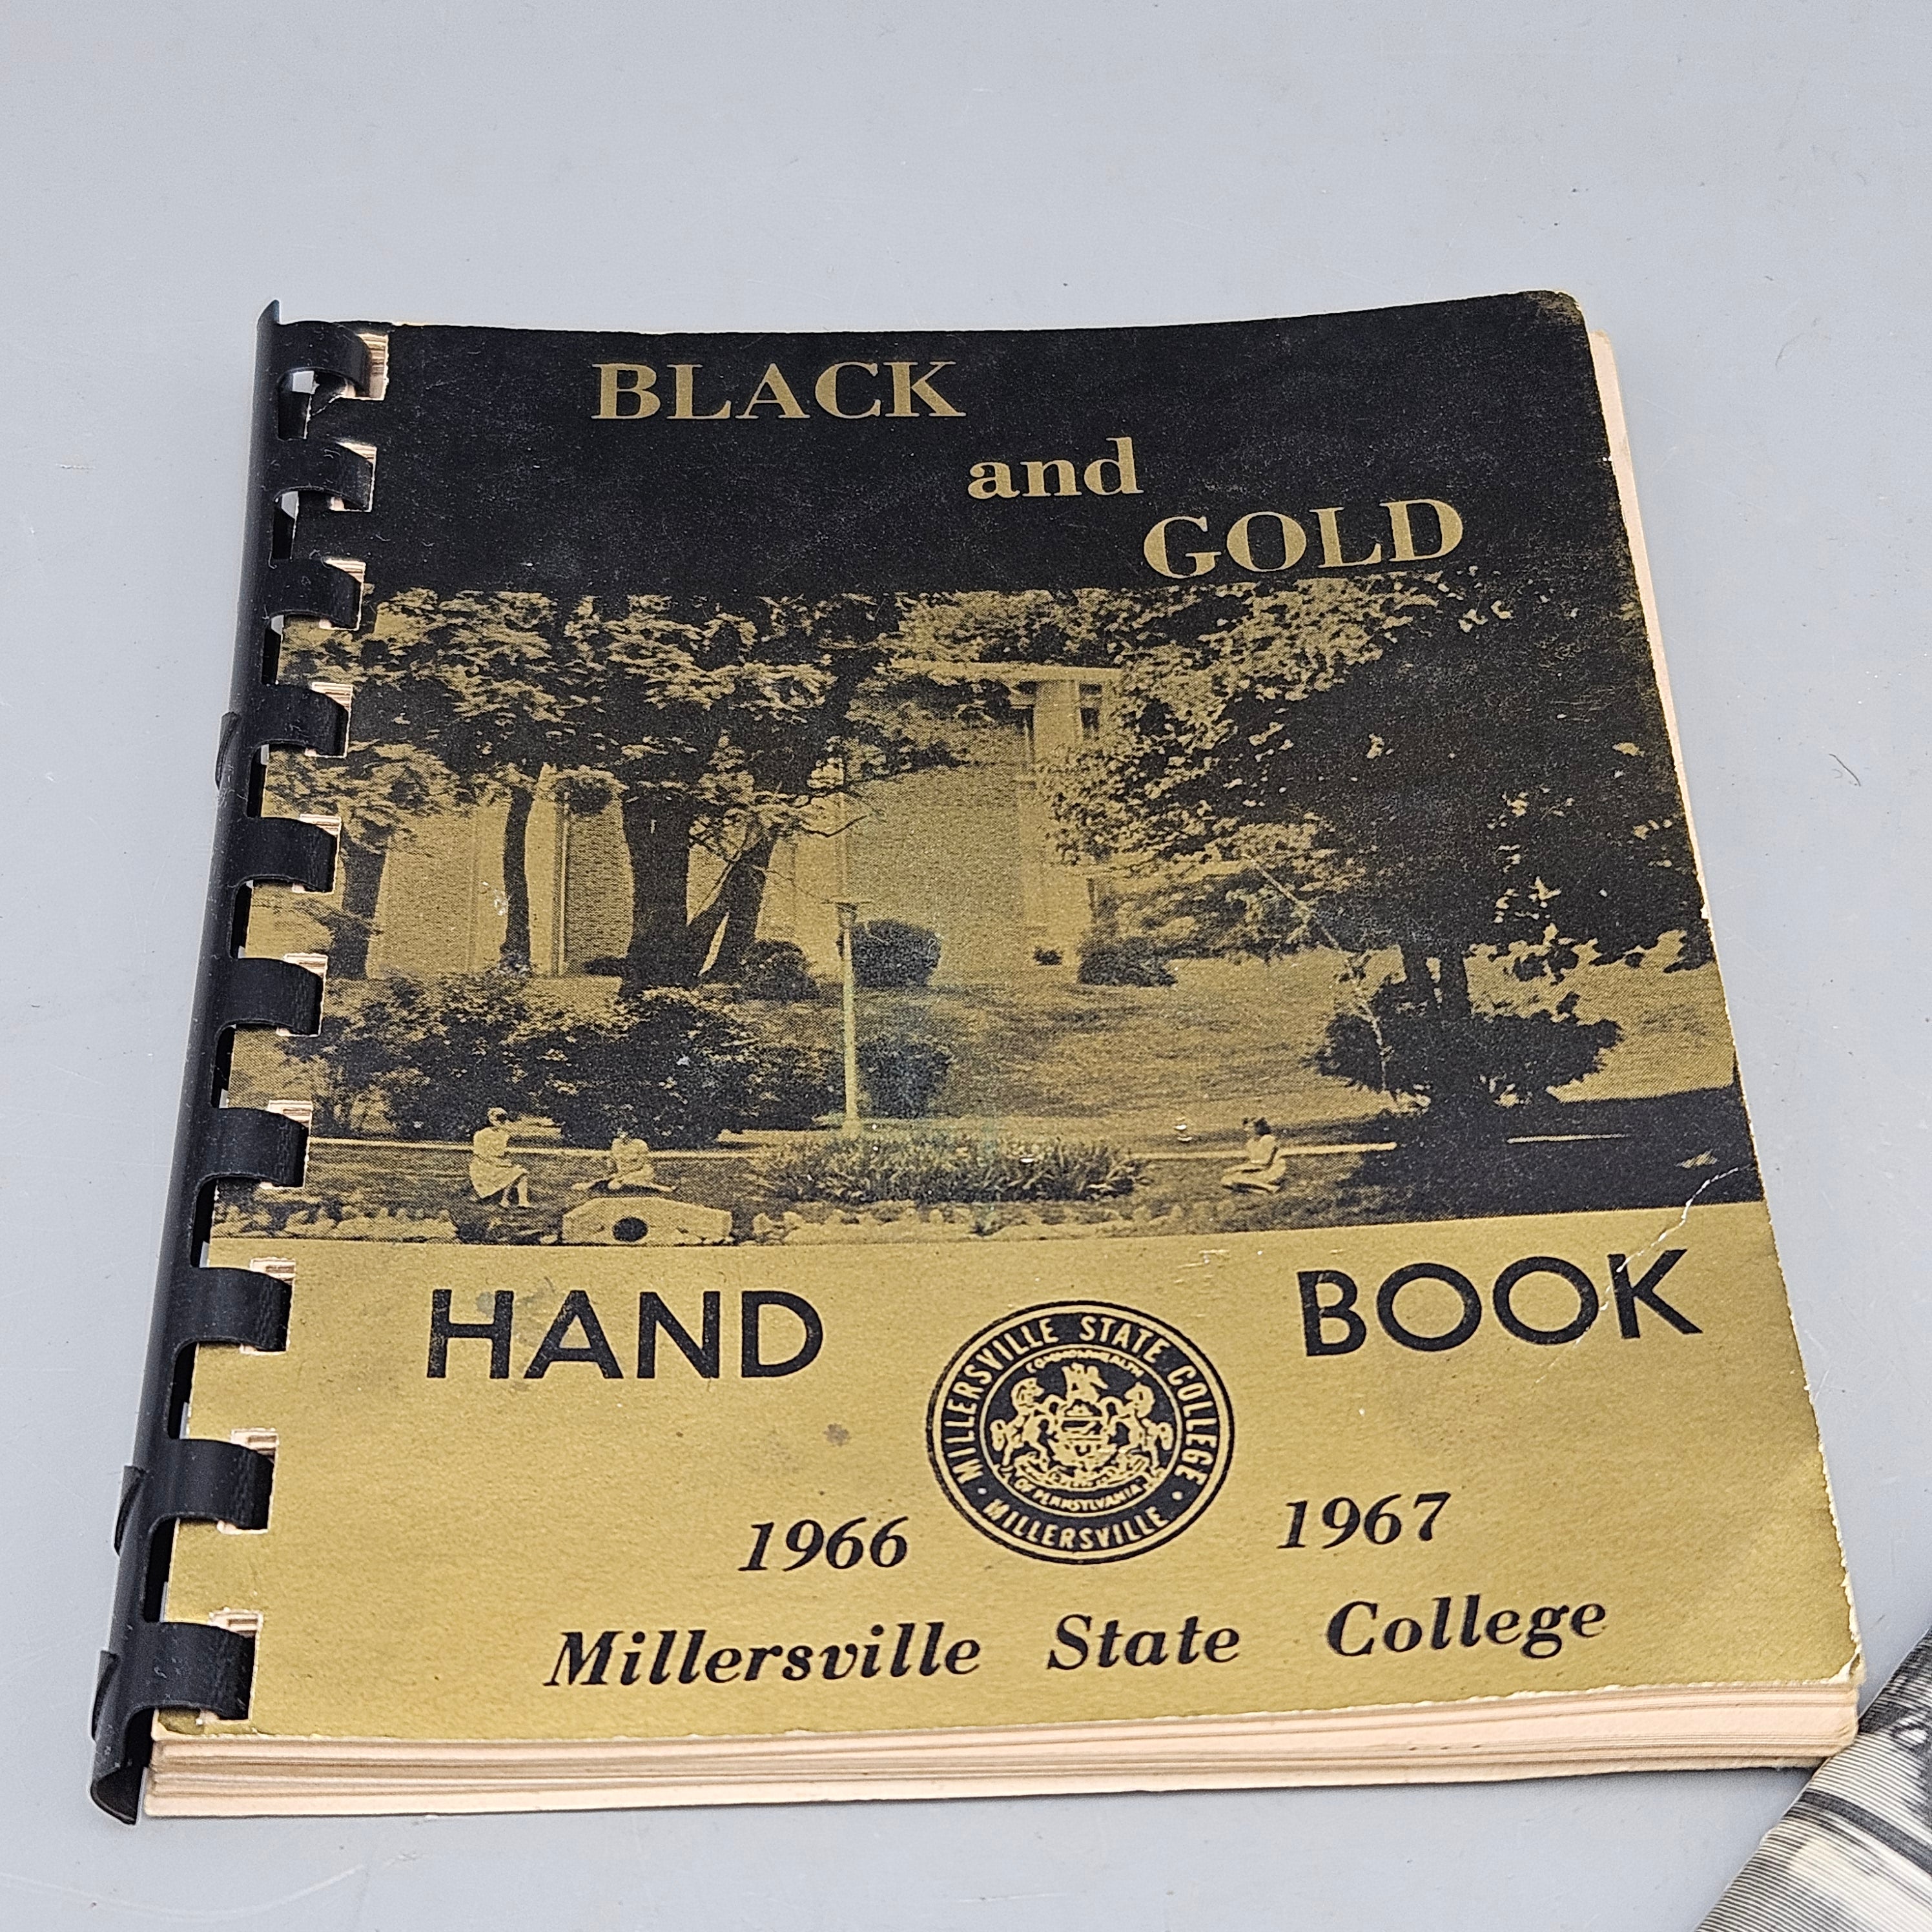 BLACK
and
GOLD
HAND BOOK
MILLERSVILLE STATE COLLEGE
COMMONWEALTH
OF PENNSYLVANIA
• MILLERSVILLE •
1966 1967
Millersville State College